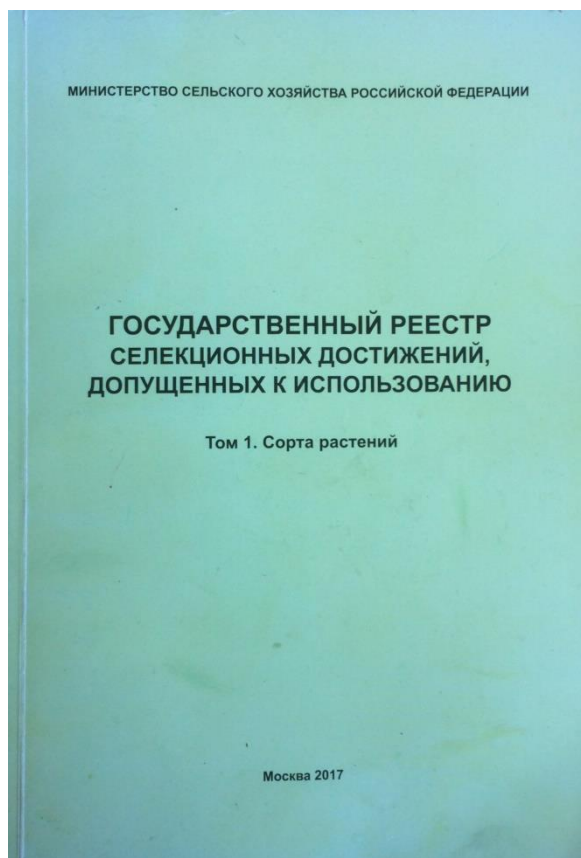 МИНИСТЕРСТВО СЕЛЬСКОГО ХОЗЯЙСТВА РОССИЙСКОЙ ФЕДЕРАЦИИ
ГОСУДАРСТВЕННЫЙ РЕЕСТР
СЕЛЕКЦИОННЫХ ДОСТИЖЕНИЙ,
ДОПУЩЕННЫХ К ИСПОЛЬЗОВАНИЮ
Том 1. Сорта растений
Москва 2017